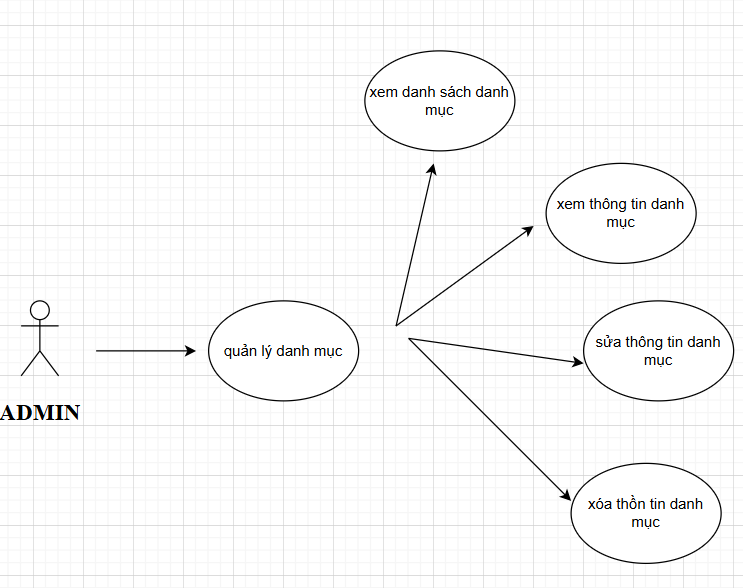 xem danh sách danh
mục
xem thông tin danh
mục
sửa thông tin danh
mục
quản lý danh mục
ADMIN
xóa thồn tin danh
mục